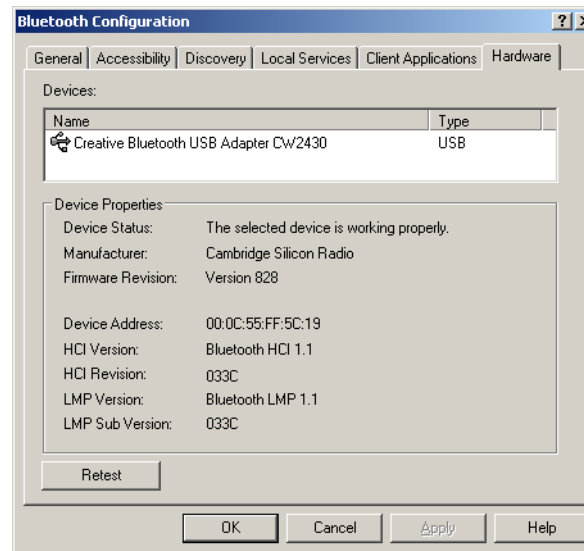 Bluetooth Configuration
General Accessibility Discovery Local Services Client Applications Hardware
Devices:
Name Type
Creative Bluetooth USB Adapter CW2430 USB
Device Properties
Device Status: The selected device is working properly.
Manufacturer: Cambridge Silicon Radio
Firmware Revision: Version 828
Device Address: 00:0C:55:FF:5C:19
HCI Version: Bluetooth HCI 1.1
HCI Revision: 033C
LMP Version: Bluetooth LMP 1.1
LMP Sub Version: 033C
Retest
OK Cancel Apply Help